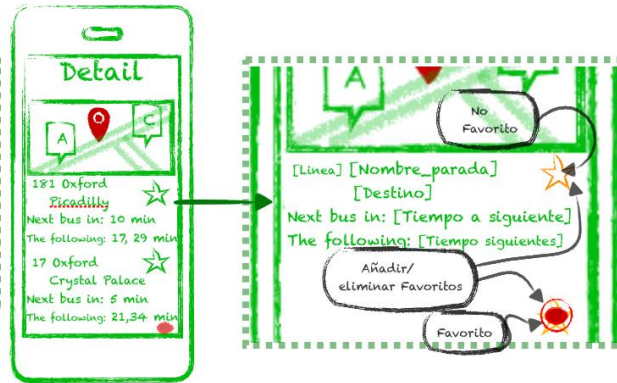 Detail
A
C
181 Oxford
Picadilly
Next bus in: 10 min
The following: 17, 29 min
17 Oxford
Crystal Palace
Next bus in: 5 min
The following: 21,34 min
A
C
No
Favorito
[Linea] [Nombre_parada]
[Destino]
Next bus in: [Tiempo a siguiente]
The following: [Tiempo siguientes]
Añadir/
eliminar Favoritos
Favorito